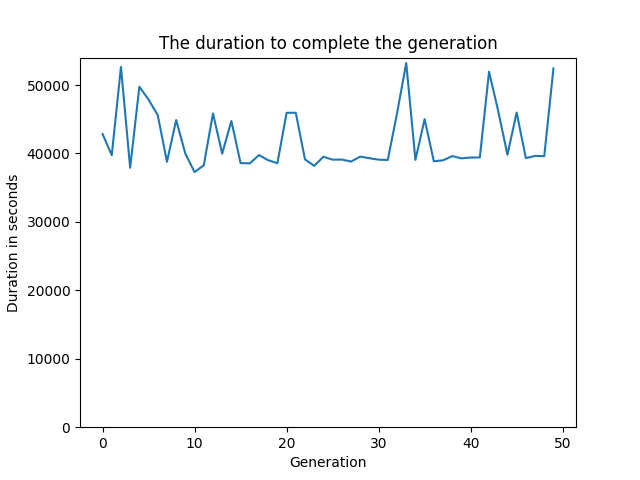 The duration to complete the generation
50000
40000
30000
20000
10000
0
Duration in seconds
0 10 20 30 40 50
Generation